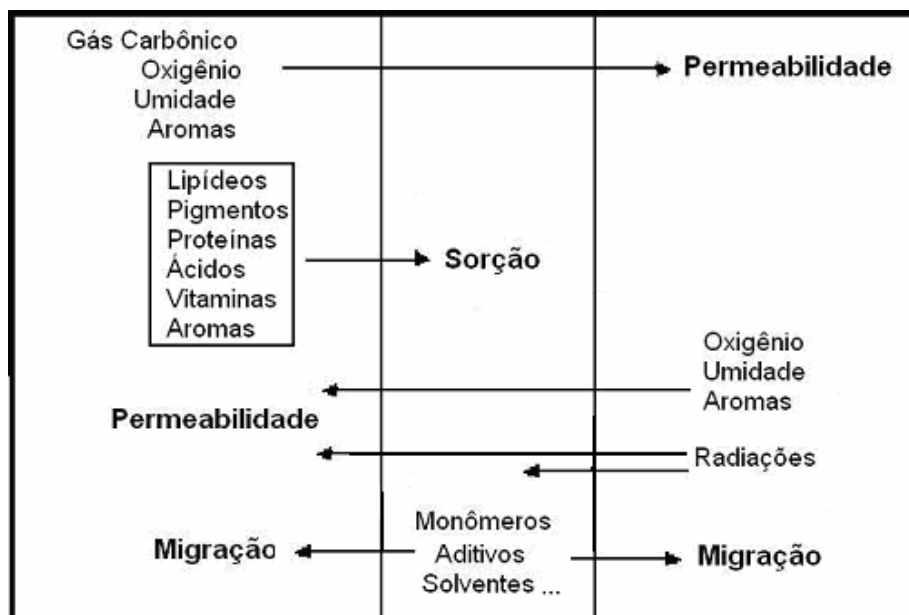 Gás Carbônico
Oxigênio
Umidade
Aromas
Permeabilidade
Lipídeos
Pigmentos
Proteínas
Ácidos
Vitaminas
Aromas
Sorção
Oxigênio
Umidade
Aromas
Permeabilidade
Radiações
Migração
Monômeros
Aditivos
Solventes ...
Migração